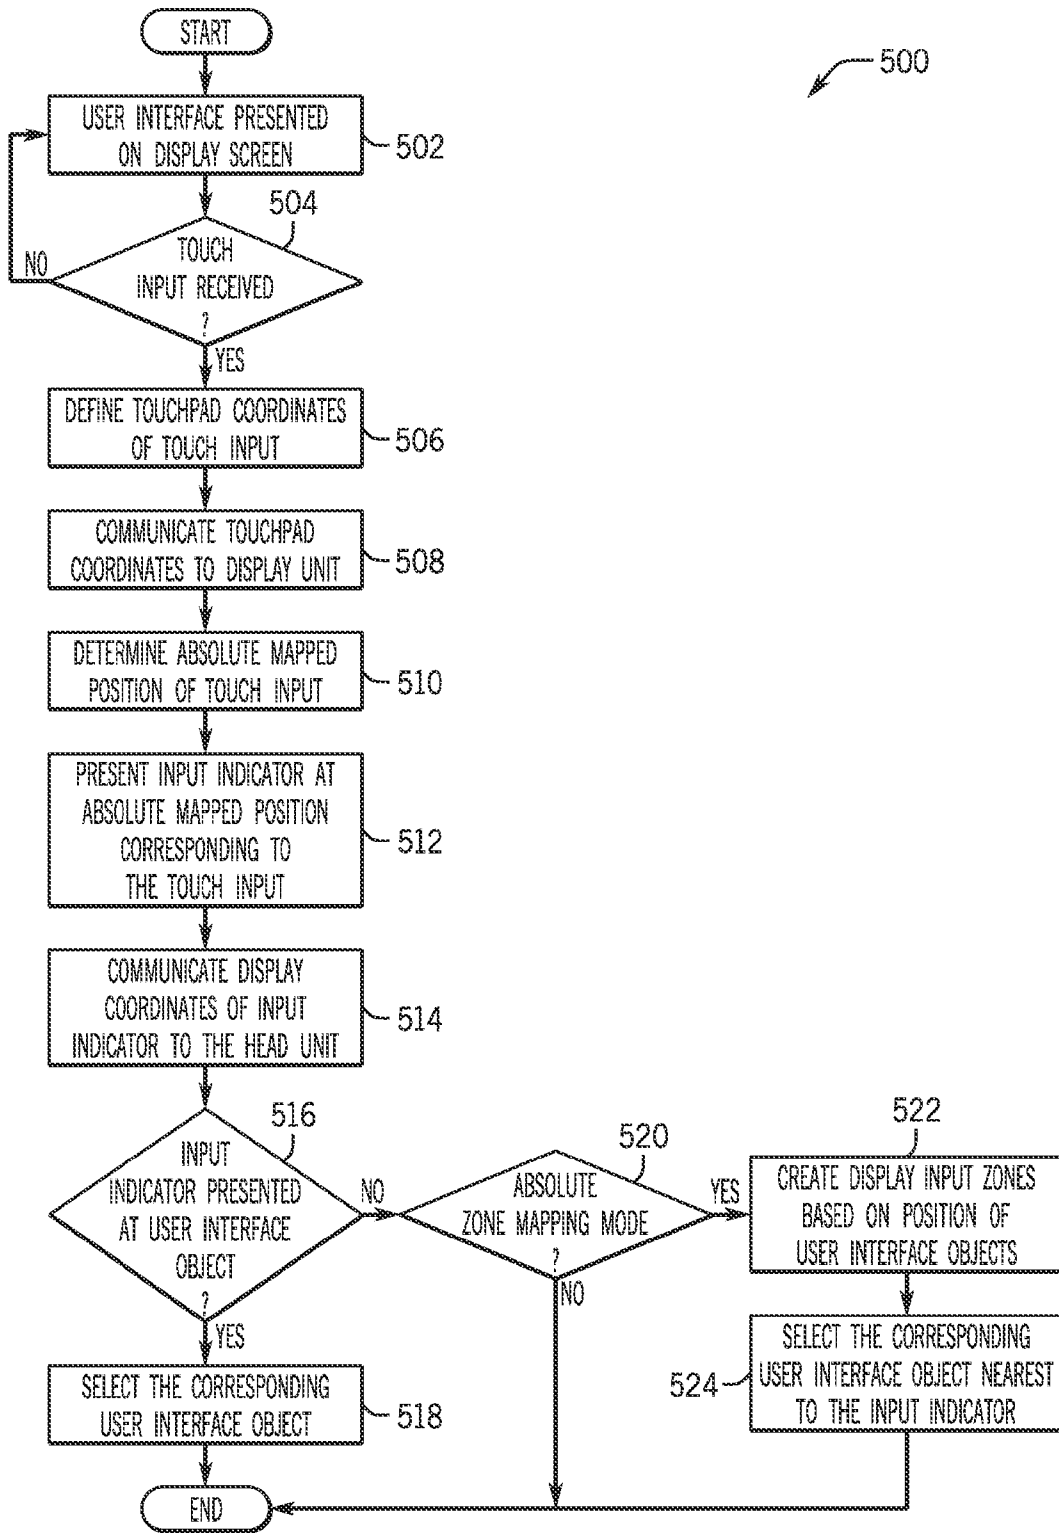 START
500
USER INTERFACE PRESENTED
ON DISPLAY SCREEN
502
504
TOUCH
INPUT RECEIVED
?
NO
YES
DEFINE TOUCHPAD COORDINATES
OF TOUCH INPUT
506
COMMUNICATE TOUCHPAD
COORDINATES TO DISPLAY UNIT
508
DETERMINE ABSOLUTE MAPPED
POSITION OF TOUCH INPUT
510
PRESENT INPUT INDICATOR AT
ABSOLUTE MAPPED POSITION
CORRESPONDING TO
THE TOUCH INPUT
512
COMMUNICATE DISPLAY
COORDINATES OF INPUT
INDICATOR TO THE HEAD UNIT
514
516
INPUT
INDICATOR PRESENTED
AT USER INTERFACE
OBJECT
?
NO
YES
520
ABSOLUTE
ZONE MAPPING MODE
?
YES
NO
522
CREATE DISPLAY INPUT ZONES
BASED ON POSITION OF
USER INTERFACE OBJECTS
SELECT THE CORRESPONDING
USER INTERFACE OBJECT NEAREST
TO THE INPUT INDICATOR
524
SELECT THE CORRESPONDING
USER INTERFACE OBJECT
518
END